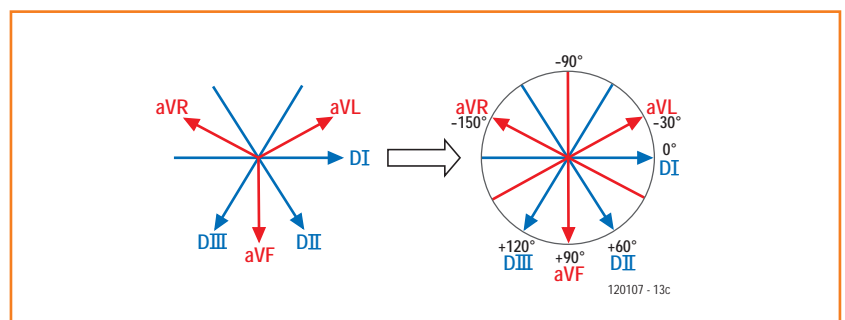 aVR
aVL
DI
DIII
DII
aVF
-90°
aVR
-150°
aVL
-30°
0°
DI
+120°
DIII
+90°
aVF
+60°
DII
120107 - 13c